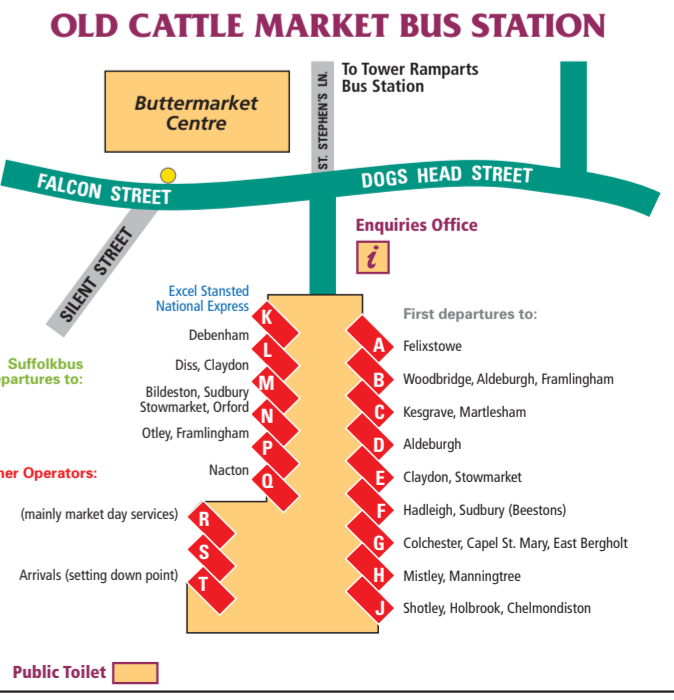 OLD CATTLE MARKET BUS STATION
To Tower Ramparts
Bus Station
ST. STEPHEN'S LN.
Buttermarket
Centre
FALCON STREET
DOGS HEAD STREET
SILENT STREET
Enquiries Office
i
Excel Stansted
National Express
K
First departures to:
Debenham
L
A
Felixstowe
Suffolkbus
partures to:
Diss, Claydon
M
B
Woodbridge, Aldeburgh, Framlingham
Bildeston, Sudbury
Stowmarket, Orford
N
C
Kesgrave, Martlesham
Otley, Framlingham
P
D
Aldeburgh
ner Operators:
Nacton
Q
E
Claydon, Stowmarket
(mainly market day services)
R
F
Hadleigh, Sudbury (Beestons)
S
G
Colchester, Capel St. Mary, East Bergholt
Arrivals (setting down point)
T
H
Mistley, Manningtree
J
Shotley, Holbrook, Chelmondiston
Public Toilet